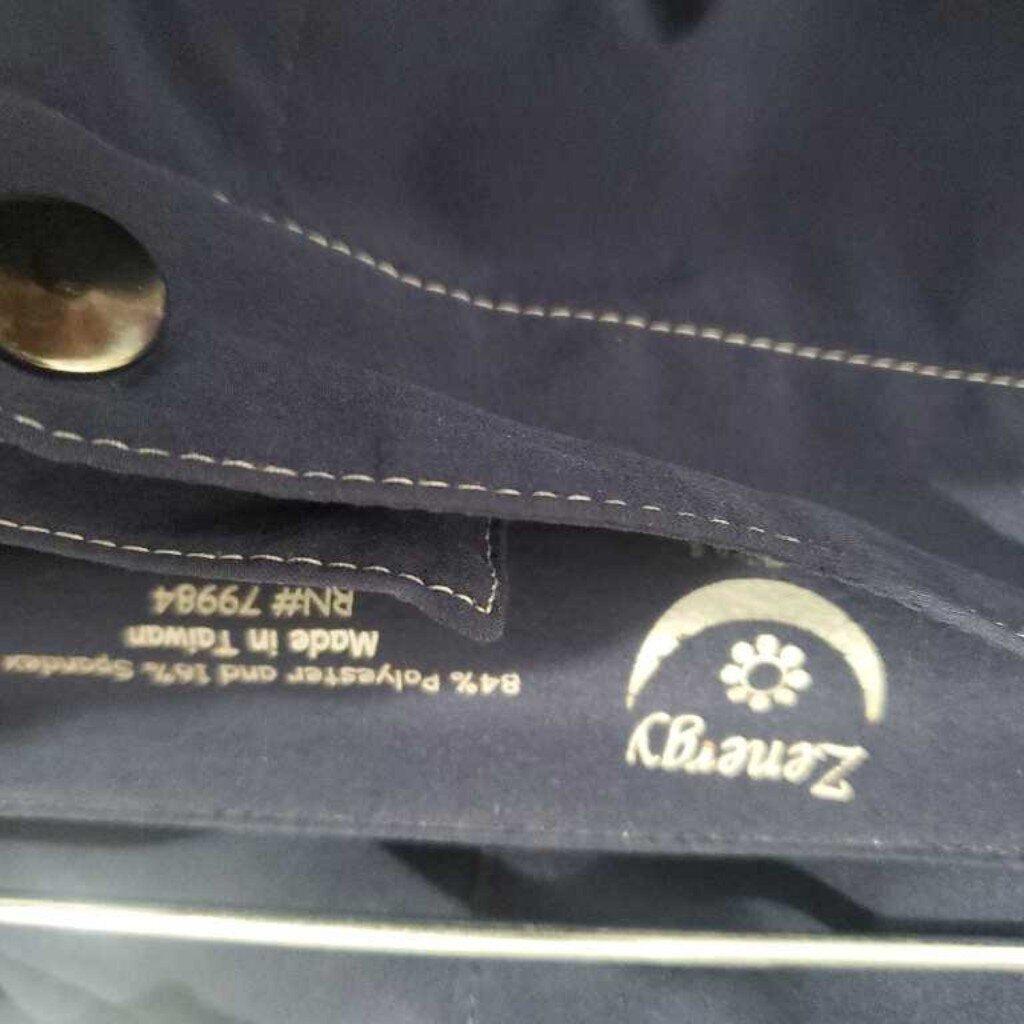 Zenergy
84% Polyester and 16% Spandex
Made in Taiwan
RN# 79984